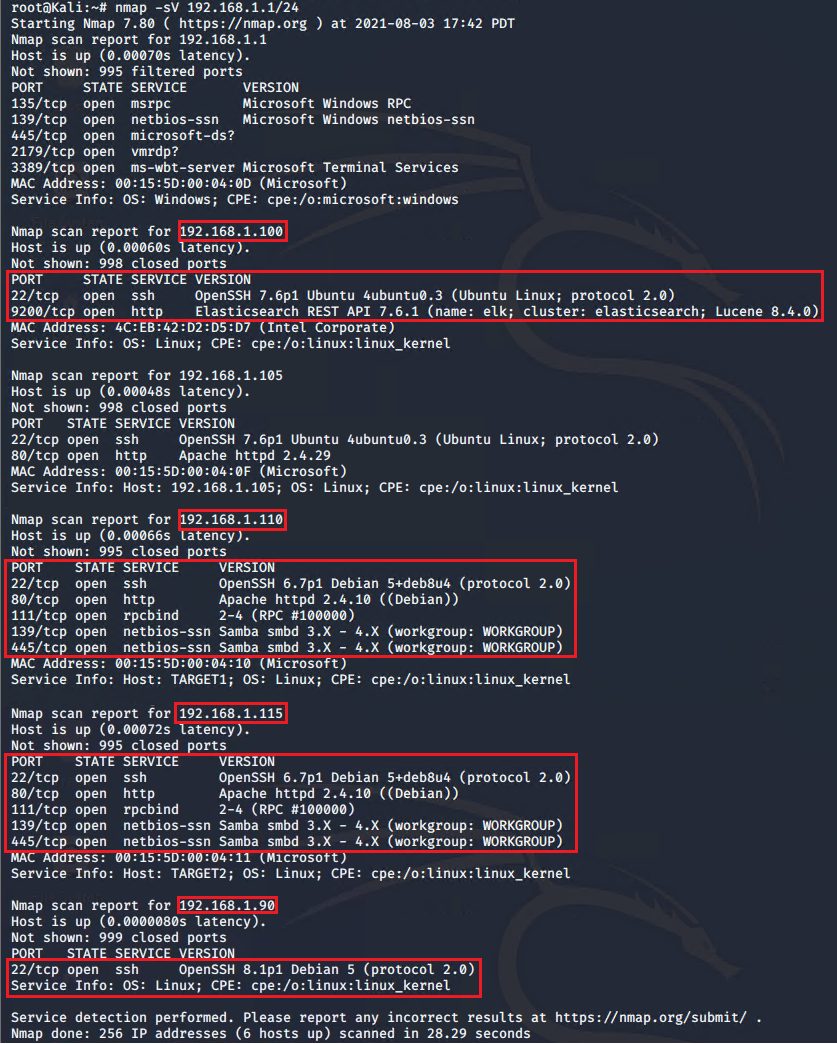 root@Kali:~# nmap -sV 192.168.1.1/24
Starting Nmap 7.80 ( https://nmap.org ) at 2021-08-03 17:42 PDT
Nmap scan report for 192.168.1.1
Host is up (0.00070s latency).
Not shown: 995 filtered ports
PORT     STATE SERVICE       VERSION
135/tcp  open  msrpc         Microsoft Windows RPC
139/tcp  open  netbios-ssn   Microsoft Windows netbios-ssn
445/tcp  open  microsoft-ds?
2179/tcp open  vmrdp?
3389/tcp open  ms-wbt-server Microsoft Terminal Services
MAC Address: 00:15:5D:00:04:0D (Microsoft)
Service Info: OS: Windows; CPE: cpe:/o:microsoft:windows

Nmap scan report for 192.168.1.100
Host is up (0.00060s latency).
Not shown: 998 closed ports
PORT     STATE SERVICE VERSION
22/tcp   open  ssh     OpenSSH 7.6p1 Ubuntu 4ubuntu0.3 (Ubuntu Linux; protocol 2.0)
9200/tcp open  http    Elasticsearch REST API 7.6.1 (name: elk; cluster: elasticsearch; Lucene 8.4.0)
MAC Address: 4C:EB:42:D2:D5:D7 (Intel Corporate)
Service Info: OS: Linux; CPE: cpe:/o:linux:linux_kernel

Nmap scan report for 192.168.1.105
Host is up (0.00048s latency).
Not shown: 998 closed ports
PORT   STATE SERVICE VERSION
22/tcp open  ssh     OpenSSH 7.6p1 Ubuntu 4ubuntu0.3 (Ubuntu Linux; protocol 2.0)
80/tcp open  http    Apache httpd 2.4.29
MAC Address: 00:15:5D:00:04:0F (Microsoft)
Service Info: Host: 192.168.1.105; OS: Linux; CPE: cpe:/o:linux:linux_kernel

Nmap scan report for 192.168.1.110
Host is up (0.00066s latency).
Not shown: 995 closed ports
PORT    STATE SERVICE     VERSION
22/tcp  open  ssh         OpenSSH 6.7p1 Debian 5+deb8u4 (protocol 2.0)
80/tcp  open  http        Apache httpd 2.4.10 ((Debian))
111/tcp open  rpcbind     2-4 (RPC #100000)
139/tcp open  netbios-ssn Samba smbd 3.X - 4.X (workgroup: WORKGROUP)
445/tcp open  netbios-ssn Samba smbd 3.X - 4.X (workgroup: WORKGROUP)
MAC Address: 00:15:5D:00:04:10 (Microsoft)
Service Info: Host: TARGET1; OS: Linux; CPE: cpe:/o:linux:linux_kernel

Nmap scan report for 192.168.1.115
Host is up (0.00072s latency).
Not shown: 995 closed ports
PORT    STATE SERVICE     VERSION
22/tcp  open  ssh         OpenSSH 6.7p1 Debian 5+deb8u4 (protocol 2.0)
80/tcp  open  http        Apache httpd 2.4.10 ((Debian))
111/tcp open  rpcbind     2-4 (RPC #100000)
139/tcp open  netbios-ssn Samba smbd 3.X - 4.X (workgroup: WORKGROUP)
445/tcp open  netbios-ssn Samba smbd 3.X - 4.X (workgroup: WORKGROUP)
MAC Address: 00:15:5D:00:04:11 (Microsoft)
Service Info: Host: TARGET2; OS: Linux; CPE: cpe:/o:linux:linux_kernel

Nmap scan report for 192.168.1.90
Host is up (0.0000080s latency).
Not shown: 999 closed ports
PORT   STATE SERVICE VERSION
22/tcp open  ssh     OpenSSH 8.1p1 Debian 5 (protocol 2.0)
Service Info: OS: Linux; CPE: cpe:/o:linux:linux_kernel

Service detection performed. Please report any incorrect results at https://nmap.org/submit/ .
Nmap done: 256 IP addresses (6 hosts up) scanned in 28.29 seconds